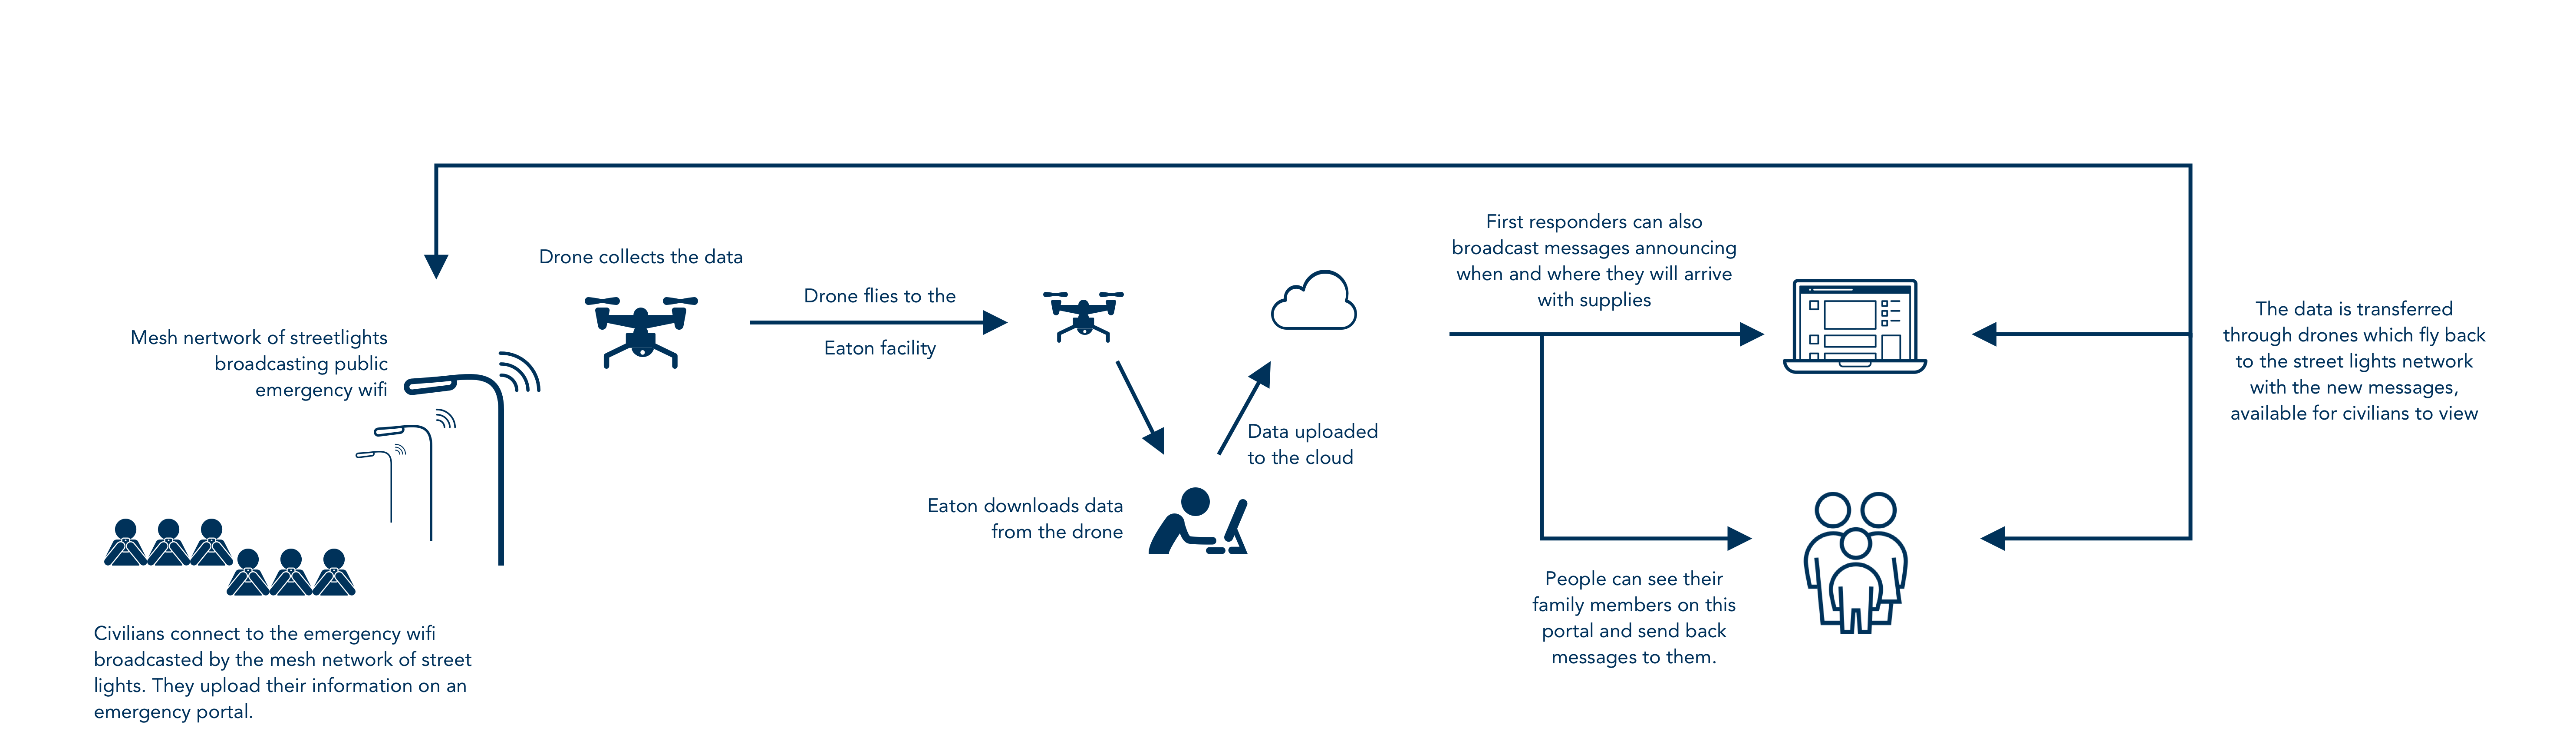 Mesh nertwork of streetlights
broadcasting public
emergency wifi
Civilians connect to the emergency wifi
broadcasted by the mesh network of street
lights. They upload their information on an
emergency portal.
Drone collects the data
Drone flies to the
Eaton facility
Eaton downloads data
from the drone
Data uploaded
to the cloud
First responders can also
broadcast messages announcing
when and where they will arrive
with supplies
People can see their
family members on this
portal and send back
messages to them.
The data is transferred
through drones which fly back
to the street lights network
with the new messages,
available for civilians to view